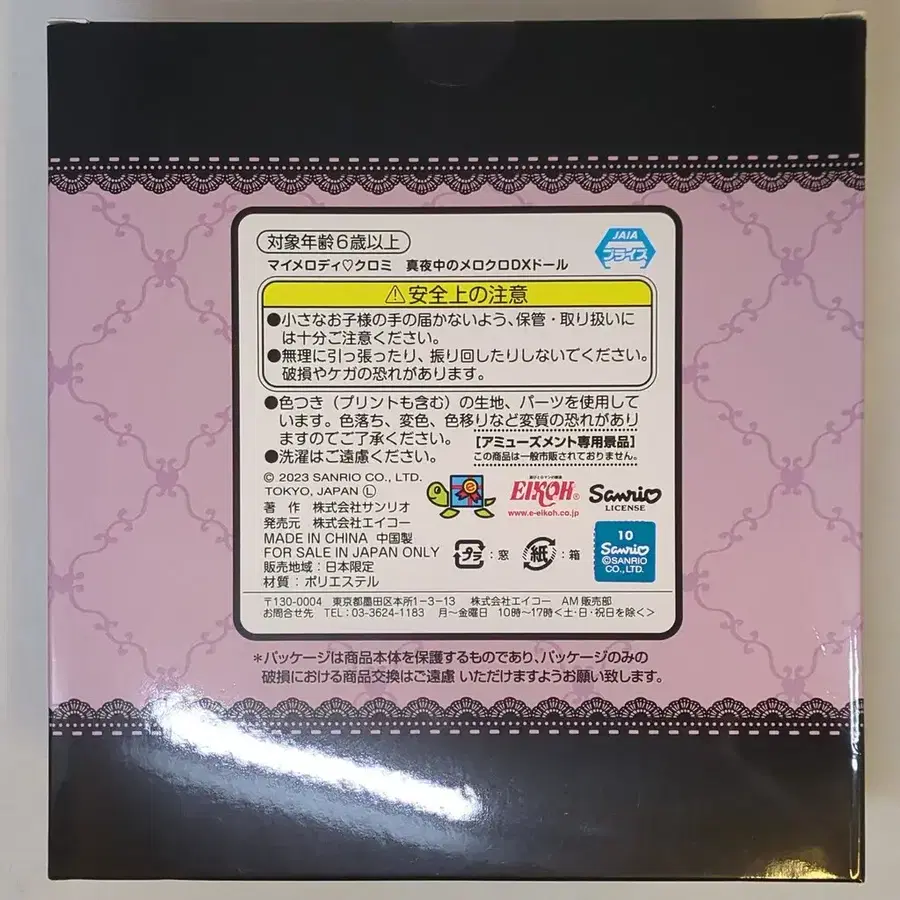 対象年齢6歳以上
JAIA
プライズ
マイメロディ♡クロミ 真夜中のメロクロDXドール
⚠安全上の注意
●小さなお子様の手の届かないよう、保管・取り扱いに
は十分ご注意ください。
●無理に引っ張ったり、振り回したりしないでください。
破損やケガの恐れがあります。
●色つき（プリントも含む）の生地、パーツを使用して
います。色落ち、変色、色移りなど変質の恐れがあり
ますのでご了承ください。
●洗濯はご遠慮ください。
【アミューズメント専用景品】
この商品は一般市販されておりません。
© 2023 SANRIO CO., LTD.
TOKYO, JAPAN Ⓛ
著 作 株式会社サンリオ
発売元 株式会社エイコー
MADE IN CHINA 中国製
FOR SALE IN JAPAN ONLY
販売地域：日本限定
材質：ポリエステル
e
EIKOH®
www.e-eikoh.co.jp
Sanrio
LICENSE
プラ：窓
紙：箱
10
Sanrio
©SANRIO
CO., LTD.
〒130-0004 東京都墨田区本所1-3-13 株式会社エイコー AM販売部
お問合せ先 TEL：03-3624-1183 月～金曜日 10時～17時＜土・日・祝日を除く＞
＊パッケージは商品本体を保護するものであり、パッケージのみの
破損における商品交換はご遠慮 いただけますようお願い致します。